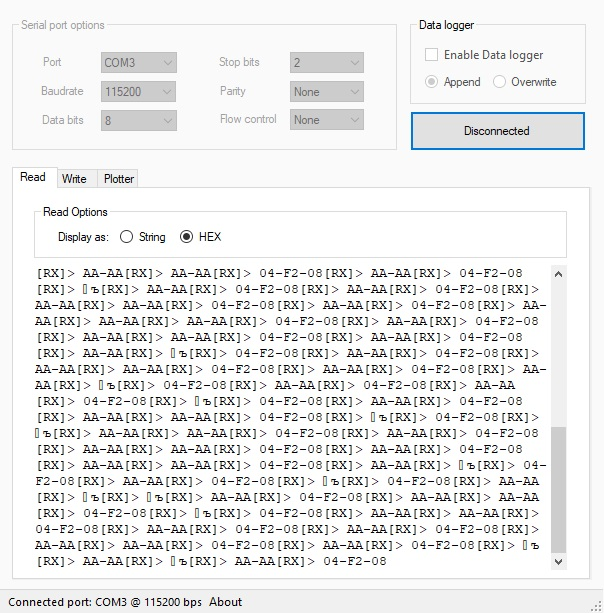 Serial port options
Port COM3 Stop bits 2
Baudrate 115200 Parity None
Data bits 8 Flow control None
Data logger
Enable Data logger
Append Overwrite
Disconnected
Read Write Plotter
Read Options
Display as: String HEX
[RX]> AA-AA[RX]> AA-AA[RX]> 04-F2-08[RX]> AA-AA[RX]> 04-F2-08
[RX]> ▯ъ[RX]> AA-AA[RX]> 04-F2-08[RX]> AA-AA[RX]> 04-F2-08[RX]>
AA-AA[RX]> AA-AA[RX]> 04-F2-08[RX]> AA-AA[RX]> 04-F2-08[RX]> AA-
AA[RX]> AA-AA[RX]> AA-AA[RX]> 04-F2-08[RX]> AA-AA[RX]> 04-F2-08
[RX]> AA-AA[RX]> AA-AA[RX]> 04-F2-08[RX]> AA-AA[RX]> 04-F2-08
[RX]> AA-AA[RX]> ▯ъ[RX]> 04-F2-08[RX]> AA-AA[RX]> 04-F2-08[RX]>
AA-AA[RX]> AA-AA[RX]> 04-F2-08[RX]> AA-AA[RX]> 04-F2-08[RX]> AA-
AA[RX]> ▯ъ[RX]> 04-F2-08[RX]> AA-AA[RX]> 04-F2-08[RX]> AA-AA
[RX]> 04-F2-08[RX]> ▯ъ[RX]> 04-F2-08[RX]> AA-AA[RX]> 04-F2-08
[RX]> AA-AA[RX]> AA-AA[RX]> 04-F2-08[RX]> ▯ъ[RX]> 04-F2-08[RX]>
▯ъ[RX]> AA-AA[RX]> AA-AA[RX]> 04-F2-08[RX]> AA-AA[RX]> 04-F2-08
[RX]> AA-AA[RX]> AA-AA[RX]> 04-F2-08[RX]> AA-AA[RX]> 04-F2-08
[RX]> AA-AA[RX]> AA-AA[RX]> 04-F2-08[RX]> AA-AA[RX]> ▯ъ[RX]> 04-
F2-08[RX]> AA-AA[RX]> 04-F2-08[RX]> ▯ъ[RX]> 04-F2-08[RX]> AA-AA
[RX]> ▯ъ[RX]> ▯ъ[RX]> AA-AA[RX]> 04-F2-08[RX]> AA-AA[RX]> AA-AA
[RX]> 04-F2-08[RX]> ▯ъ[RX]> 04-F2-08[RX]> AA-AA[RX]> AA-AA[RX]>
04-F2-08[RX]> AA-AA[RX]> 04-F2-08[RX]> AA-AA[RX]> 04-F2-08[RX]>
AA-AA[RX]> AA-AA[RX]> 04-F2-08[RX]> AA-AA[RX]> 04-F2-08[RX]> ▯ъ
[RX]> AA-AA[RX]> ▯ъ[RX]> AA-AA[RX]> 04-F2-08
Connected port: COM3 @ 115200 bps About